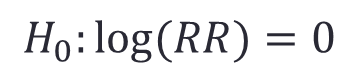 H₀: log(RR) = 0